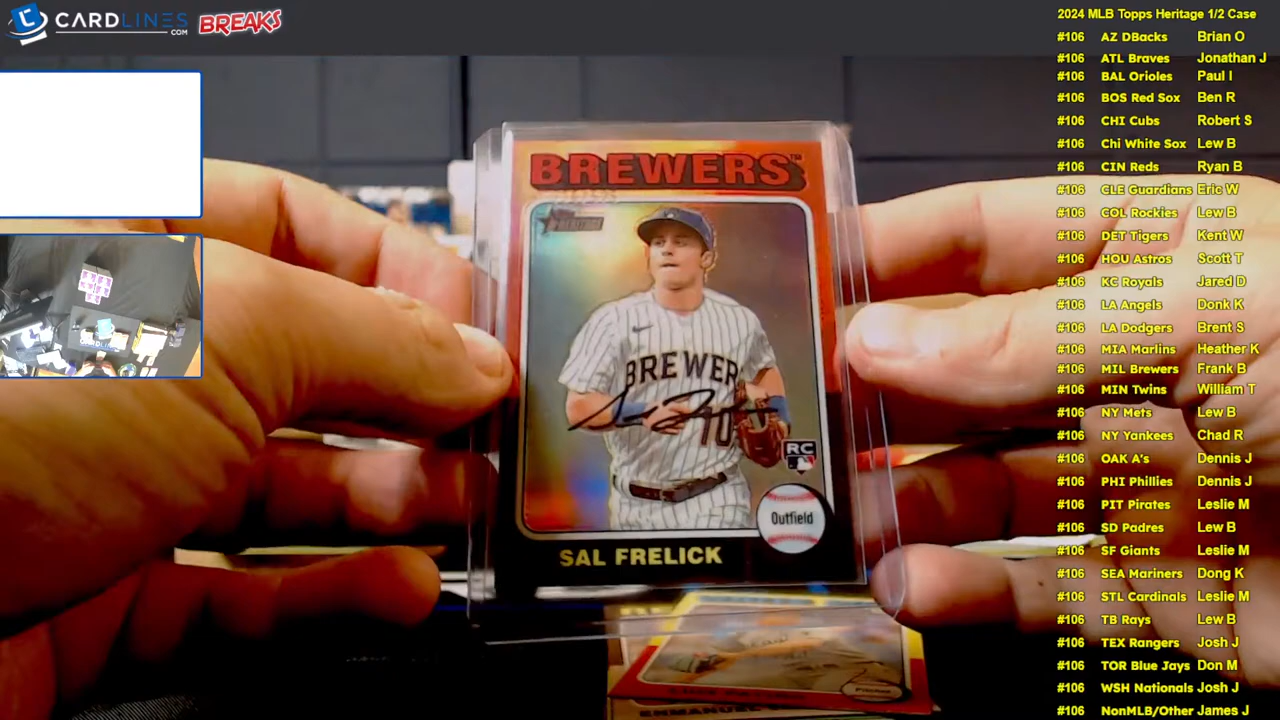 CARDLINES
.COM
BREAKS
BREWERS™
HERITAGE
BREWER
10
RC
Outfield
SAL FRELICK
Pitcher
EMMANUEL
2024 MLB Topps Heritage 1/2 Case
#106 AZ DBacks Brian O
#106 ATL Braves Jonathan J
#106 BAL Orioles Paul I
#106 BOS Red Sox Ben R
#106 CHI Cubs Robert S
#106 Chi White Sox Lew B
#106 CIN Reds Ryan B
#106 CLE Guardians Eric W
#106 COL Rockies Lew B
#106 DET Tigers Kent W
#106 HOU Astros Scott T
#106 KC Royals Jared D
#106 LA Angels Donk K
#106 LA Dodgers Brent S
#106 MIA Marlins Heather K
#106 MIL Brewers Frank B
#106 MIN Twins William T
#106 NY Mets Lew B
#106 NY Yankees Chad R
#106 OAK A's Dennis J
#106 PHI Phillies Dennis J
#106 PIT Pirates Leslie M
#106 SD Padres Lew B
#106 SF Giants Leslie M
#106 SEA Mariners Dong K
#106 STL Cardinals Leslie M
#106 TB Rays Lew B
#106 TEX Rangers Josh J
#106 TOR Blue Jays Don M
#106 WSH Nationals Josh J
#106 NonMLB/Other James J